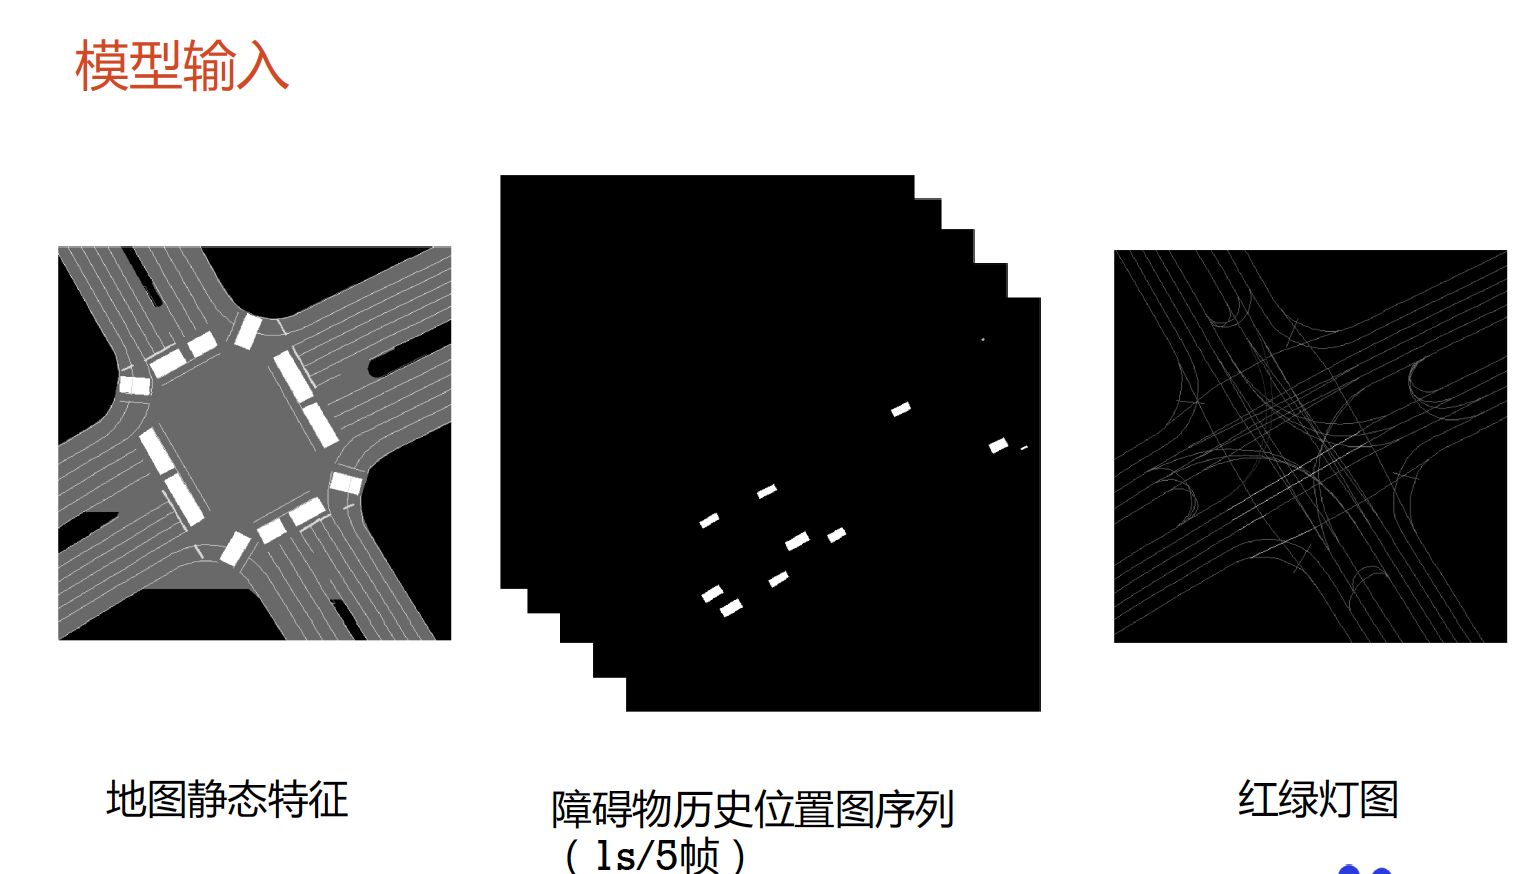 模型输入
地图静态特征
障碍物历史位置图序列
（1s/5帧）
红绿灯图